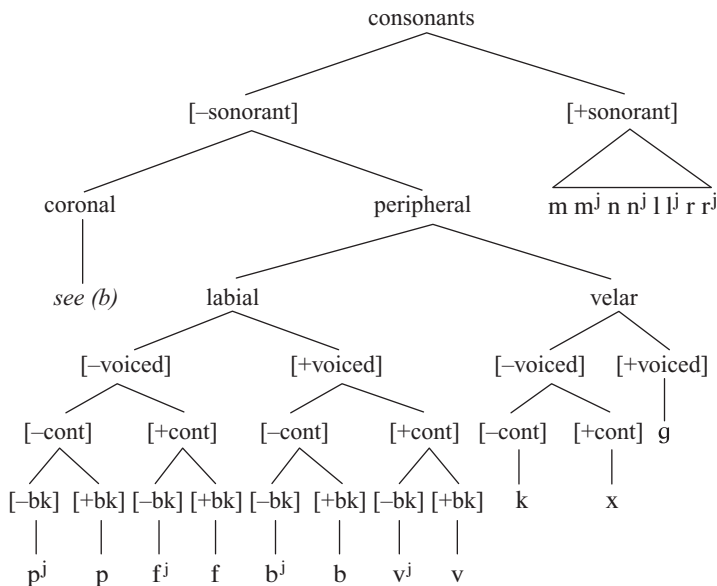 consonants
[–sonorant] [+sonorant]
coronal peripheral m mʲ n nʲ l lʲ r rʲ
see (b) labial velar
[–voiced] [+voiced] [–voiced] [+voiced]
[–cont] [+cont] [–cont] [+cont] [–cont] [+cont] g
[–bk] [+bk] [–bk] [+bk] [–bk] [+bk] [–bk] [+bk] k x
pʲ p fʲ f bʲ b vʲ v